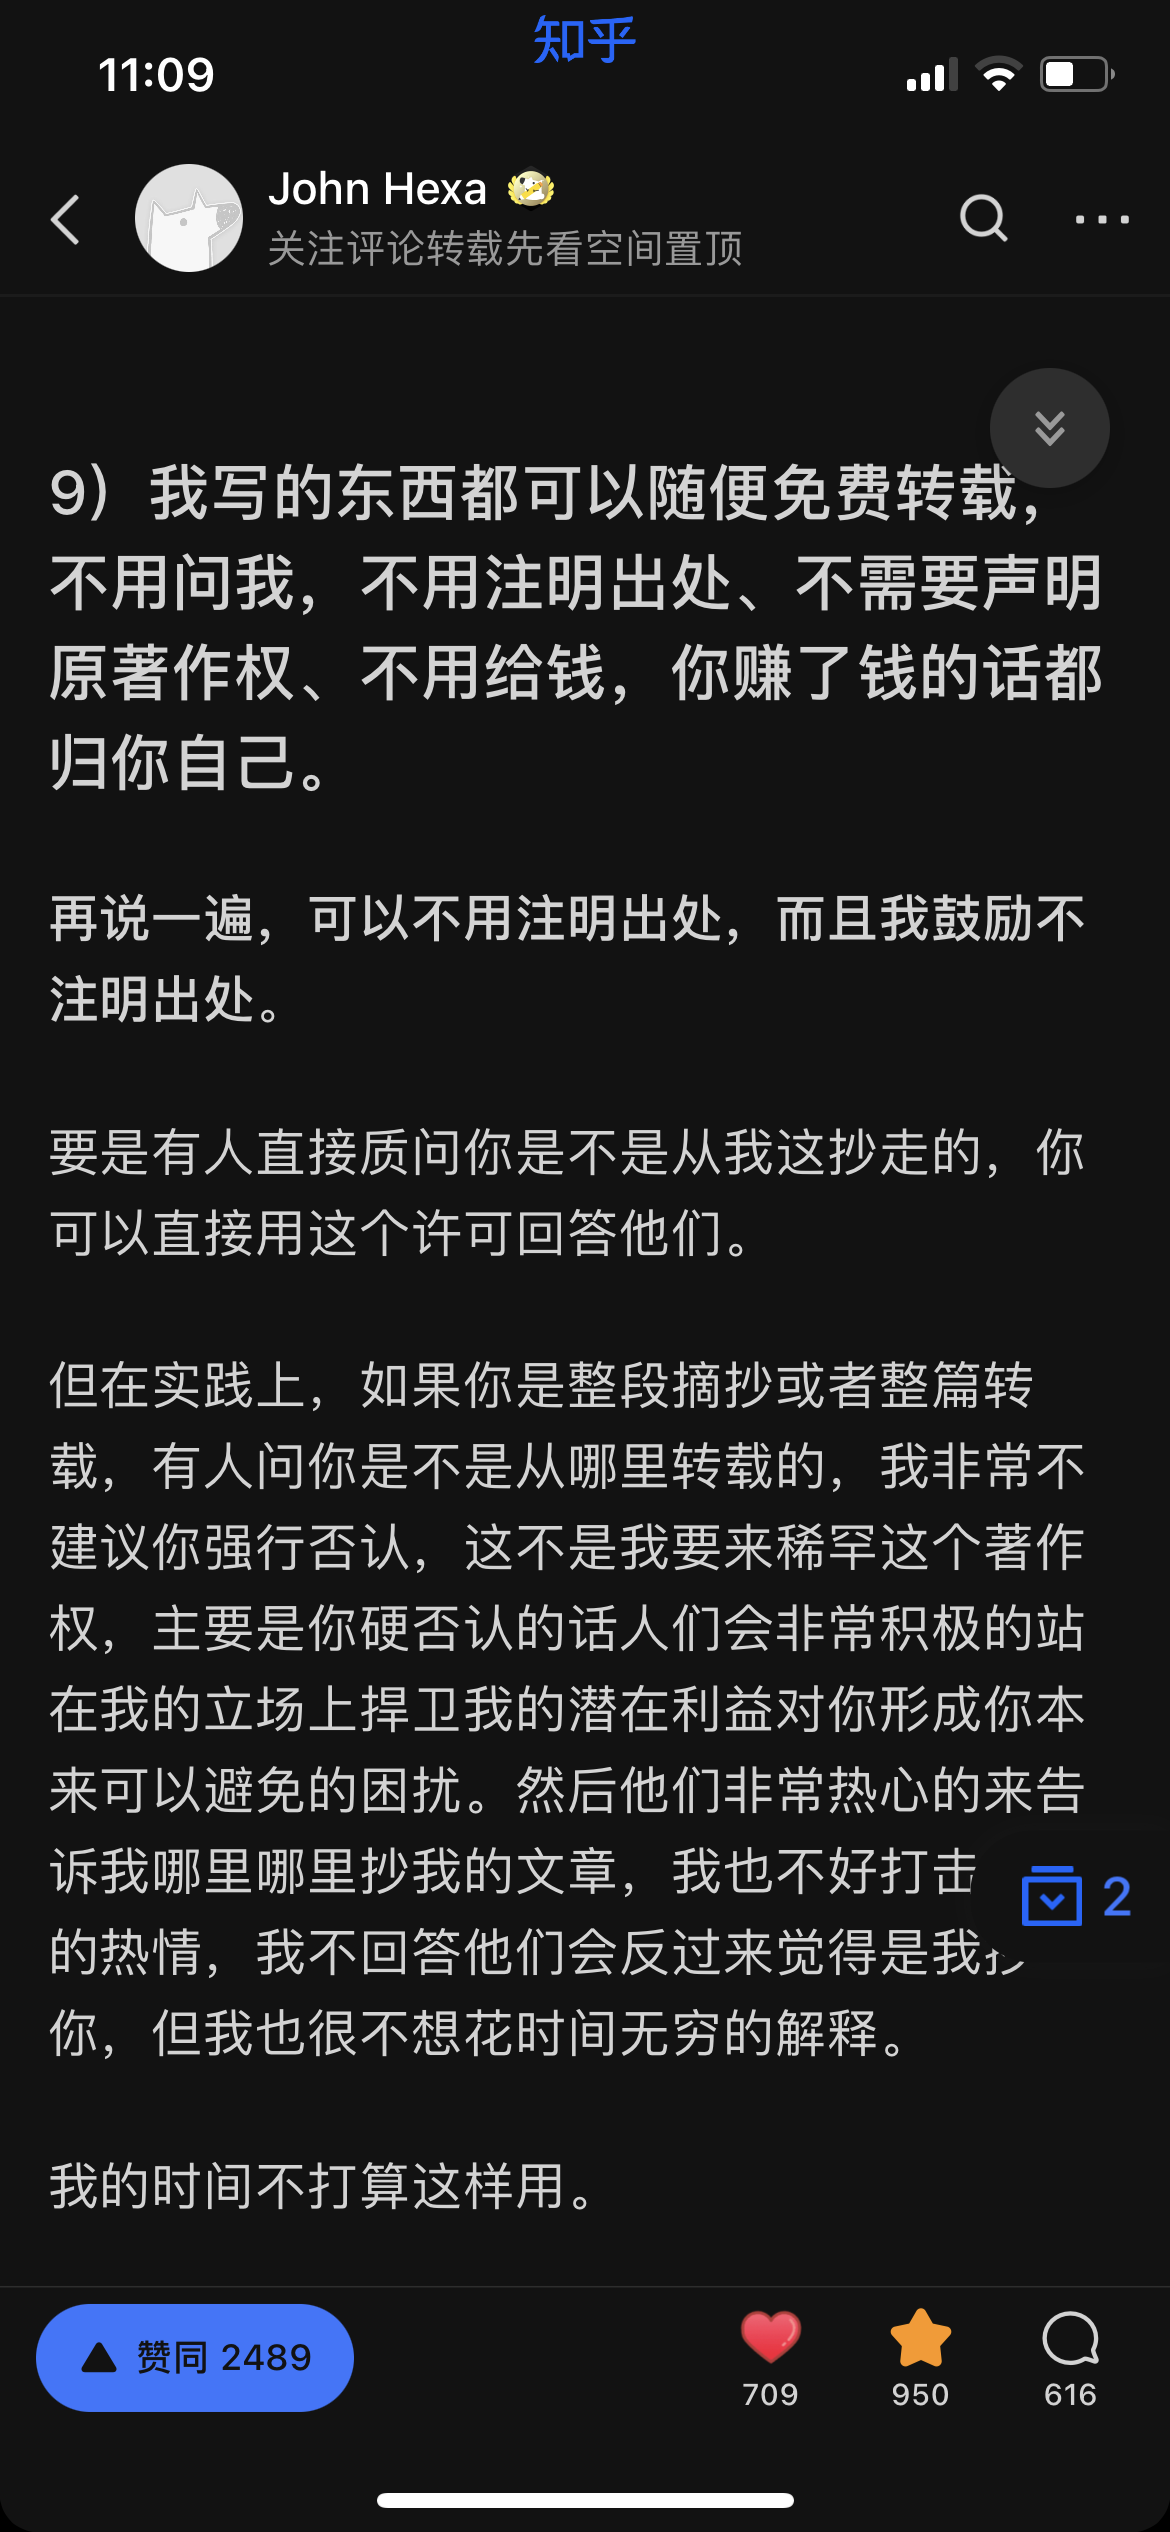 知乎
11:09
John Hexa
关注评论转载先看空间置顶
9）我写的东西都可以随便免费转载，
不用问我，不用注明出处、不需要声明
原著作权、不用给钱，你赚了钱的话都
归你自己。
再说一遍，可以不用注明出处，而且我鼓励不
注明出处。
要是有人直接质问你是不是从我这抄走的，你
可以直接用这个许可回答他们。
但在实践上，如果你是整段摘抄或者整篇转
载，有人问你是不是从哪里转载的，我非常不
建议你强行否认，这不是我要来稀罕这个著作
权，主要是你硬否认的话人们会非常积极的站
在我的立场上捍卫我的潜在利益对你形成你本
来可以避免的困扰。然后他们非常热心的来告
诉我哪里哪里抄我的文章，我也不好打击
2
的热情，我不回答他们会反过来觉得是我抄
你，但我也很不想花时间无穷的解释。
我的时间不打算这样用。
赞同 2489
709
950
616